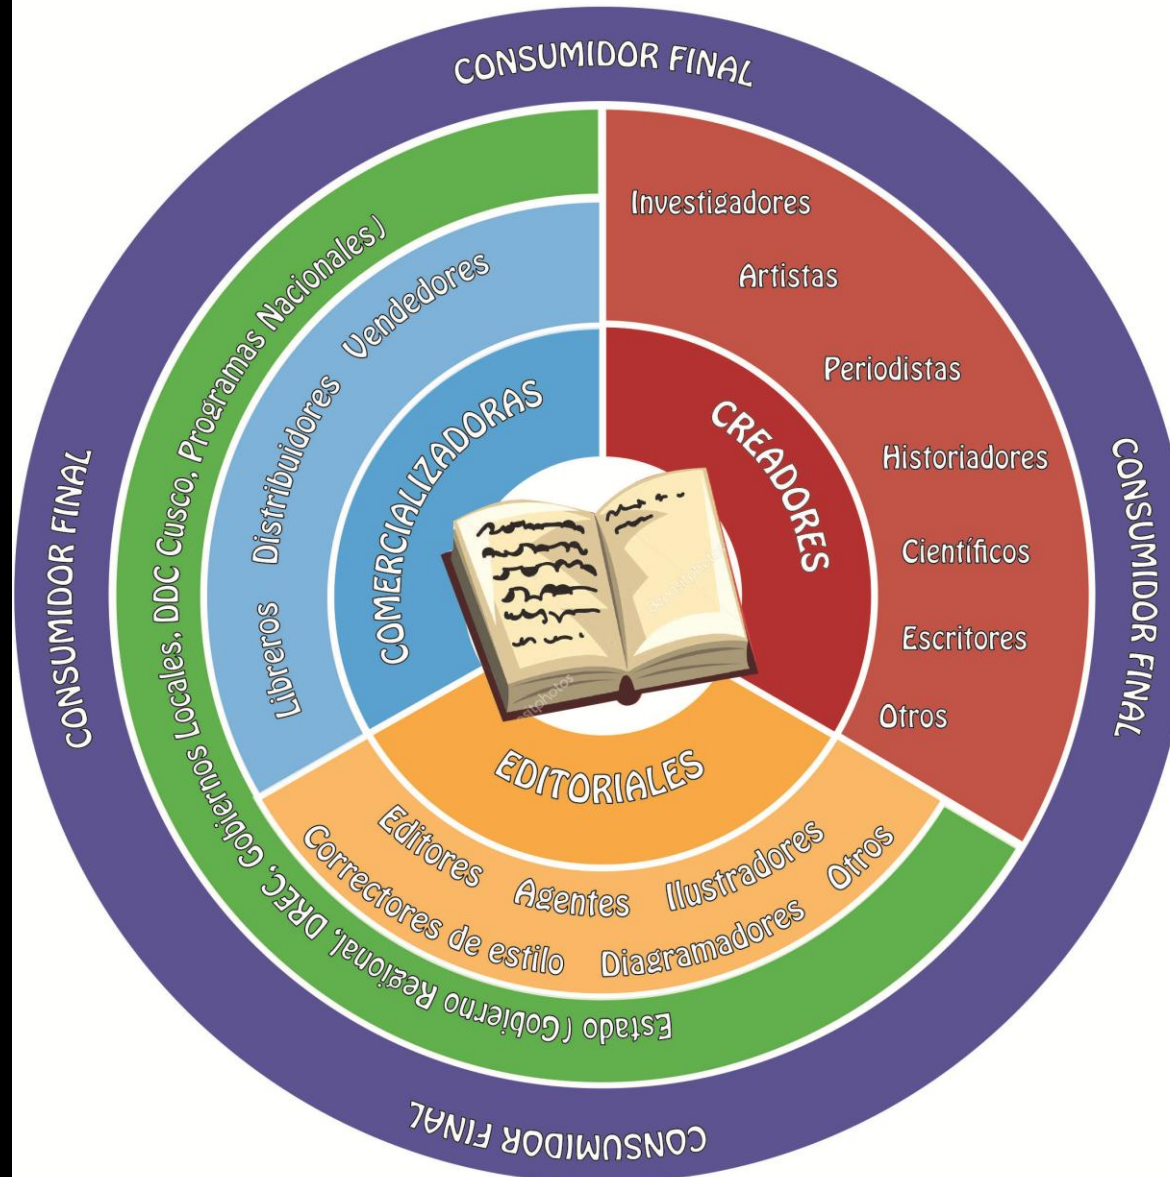 CONSUMIDOR FINAL
Investigadores
Artistas
Periodistas
Historiadores
Científicos
Escritores
Otros
CREADORES
CONSUMIDOR FINAL
COMERCIALIZADORAS
Libreros Distribuidores Vendedores
Estado (Gobierno Regional, DREC, Gobiernos Locales, DDC Cusco, Programas Nacionales)
CONSUMIDOR FINAL
EDITORIALES
Editores Agentes Ilustradores Otros
Correctores de estilo Diagramadores
CONSUMIDOR FINAL